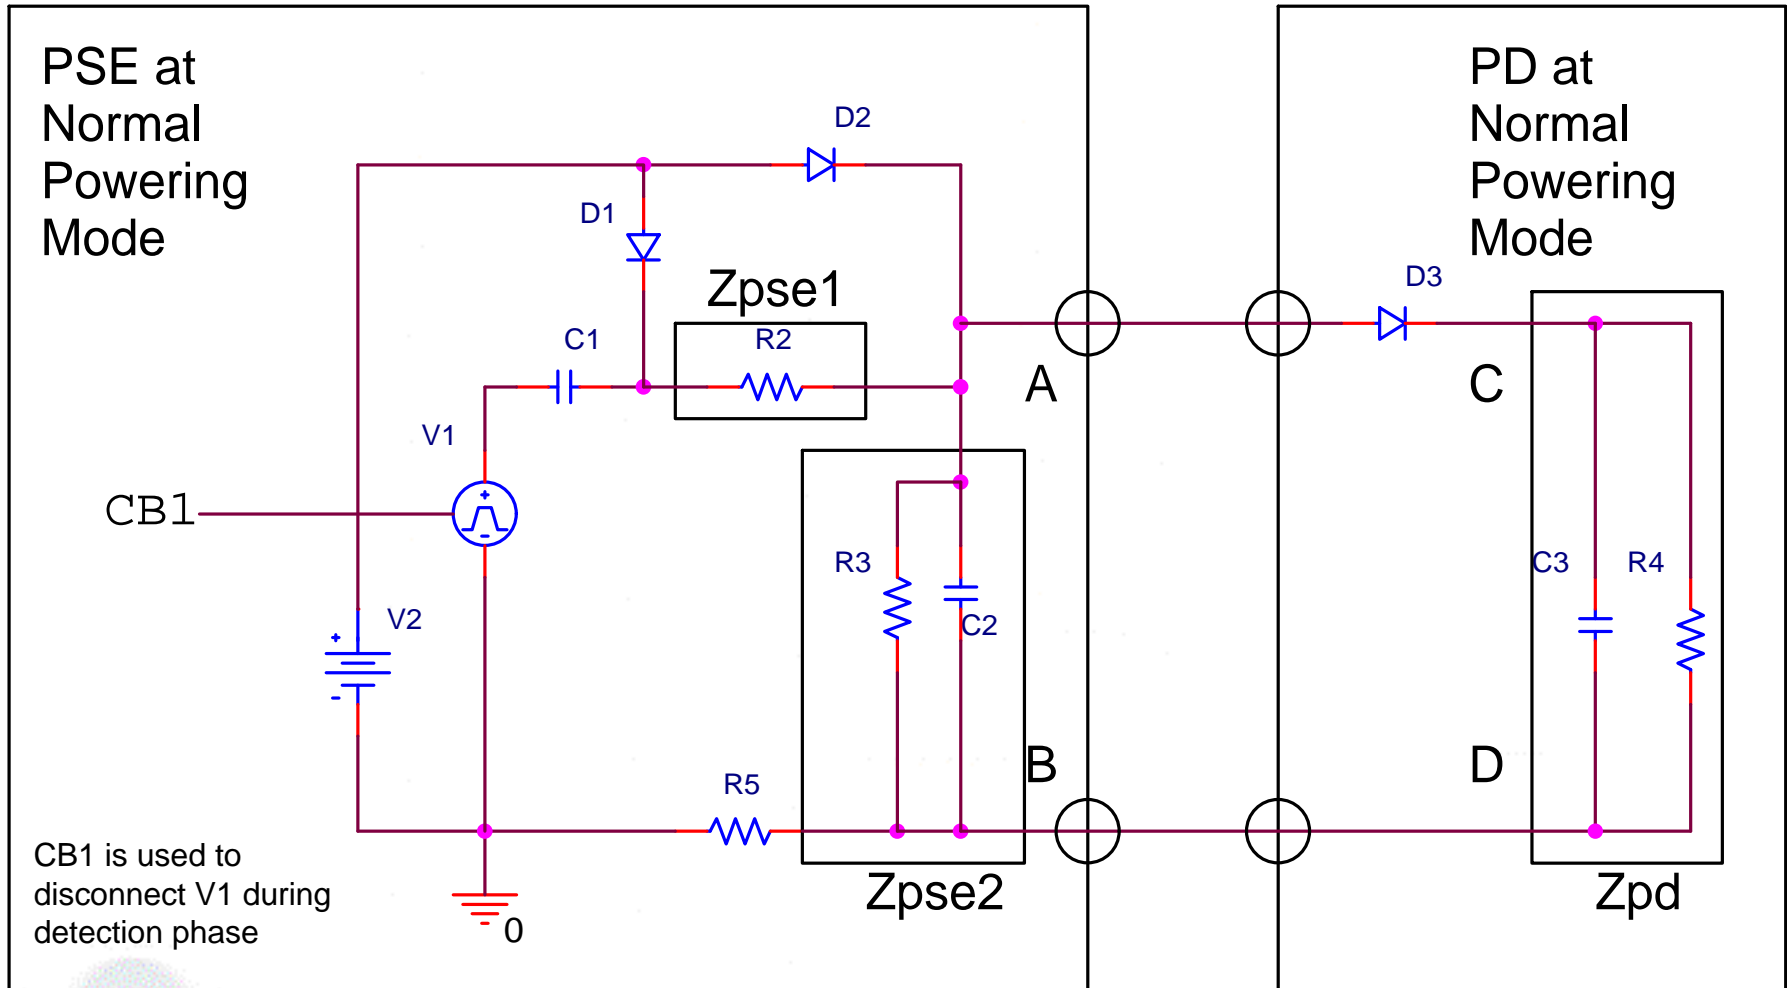 PSE at
Normal
Powering
Mode
PD at
Normal
Powering
Mode
D2
D1
D3
Zpse1
C1
R2
A
C
V1
CB1
R3
C2
C3
R4
V2
+
-
+
-
B
D
R5
Zpse2
Zpd
CB1 is used to
disconnect V1 during
detection phase
0